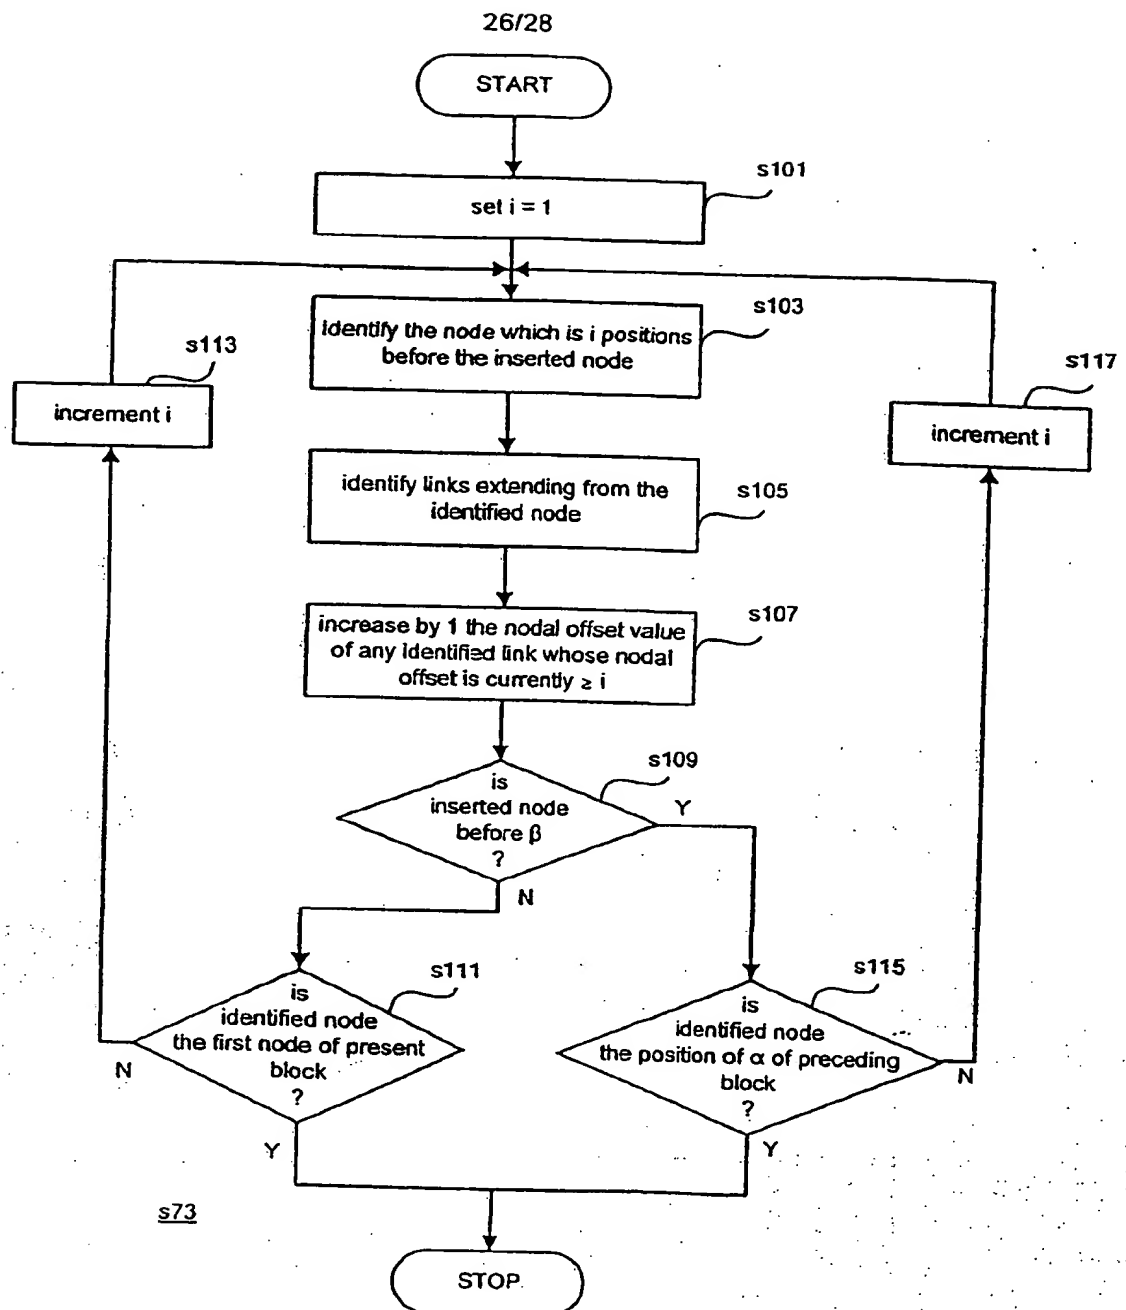 26/28
START
s101
set i = 1
s103
identify the node which is i positions
before the inserted node
s113
increment i
s117
increment i
identify links extending from the
identified node
s105
s107
increase by 1 the nodal offset value
of any identified link whose nodal
offset is currently ≥ i
s109
is
inserted node
before β
?
Y
N
s111
is
identified node
the first node of present
block
?
N
Y
s115
is
identified node
the position of α of preceding
block
?
N
Y
s73
STOP